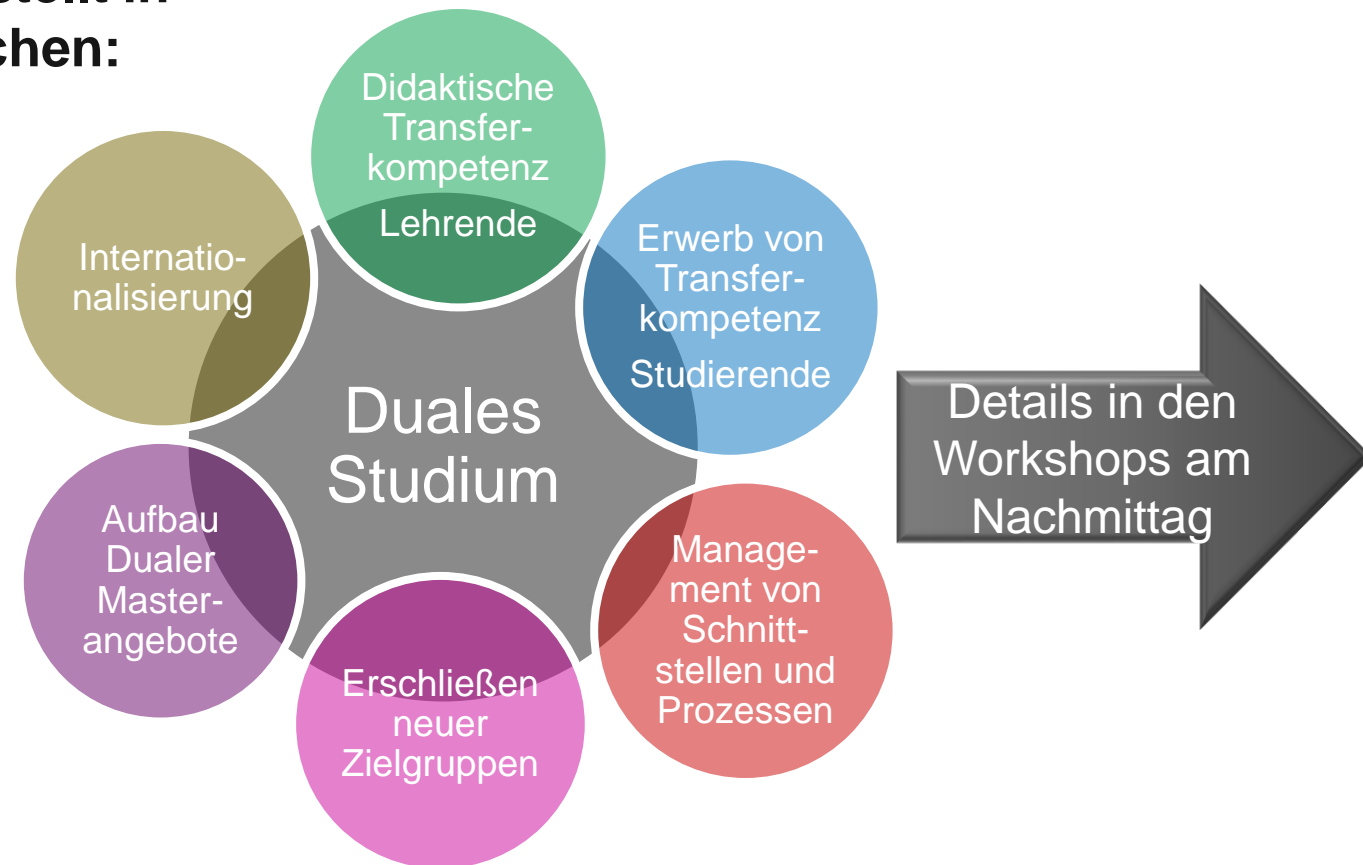 chen:
Didaktische
Transfer-
kompetenz
Lehrende
Erwerb von
Transfer-
kompetenz
Studierende
Manage-
ment von
Schnitt-
stellen und
Prozessen
Erschließen
neuer
Zielgruppen
Aufbau
Dualer
Master-
angebote
Internatio-
nalisierung
Duales
Studium
Details in den
Workshops am
Nachmittag